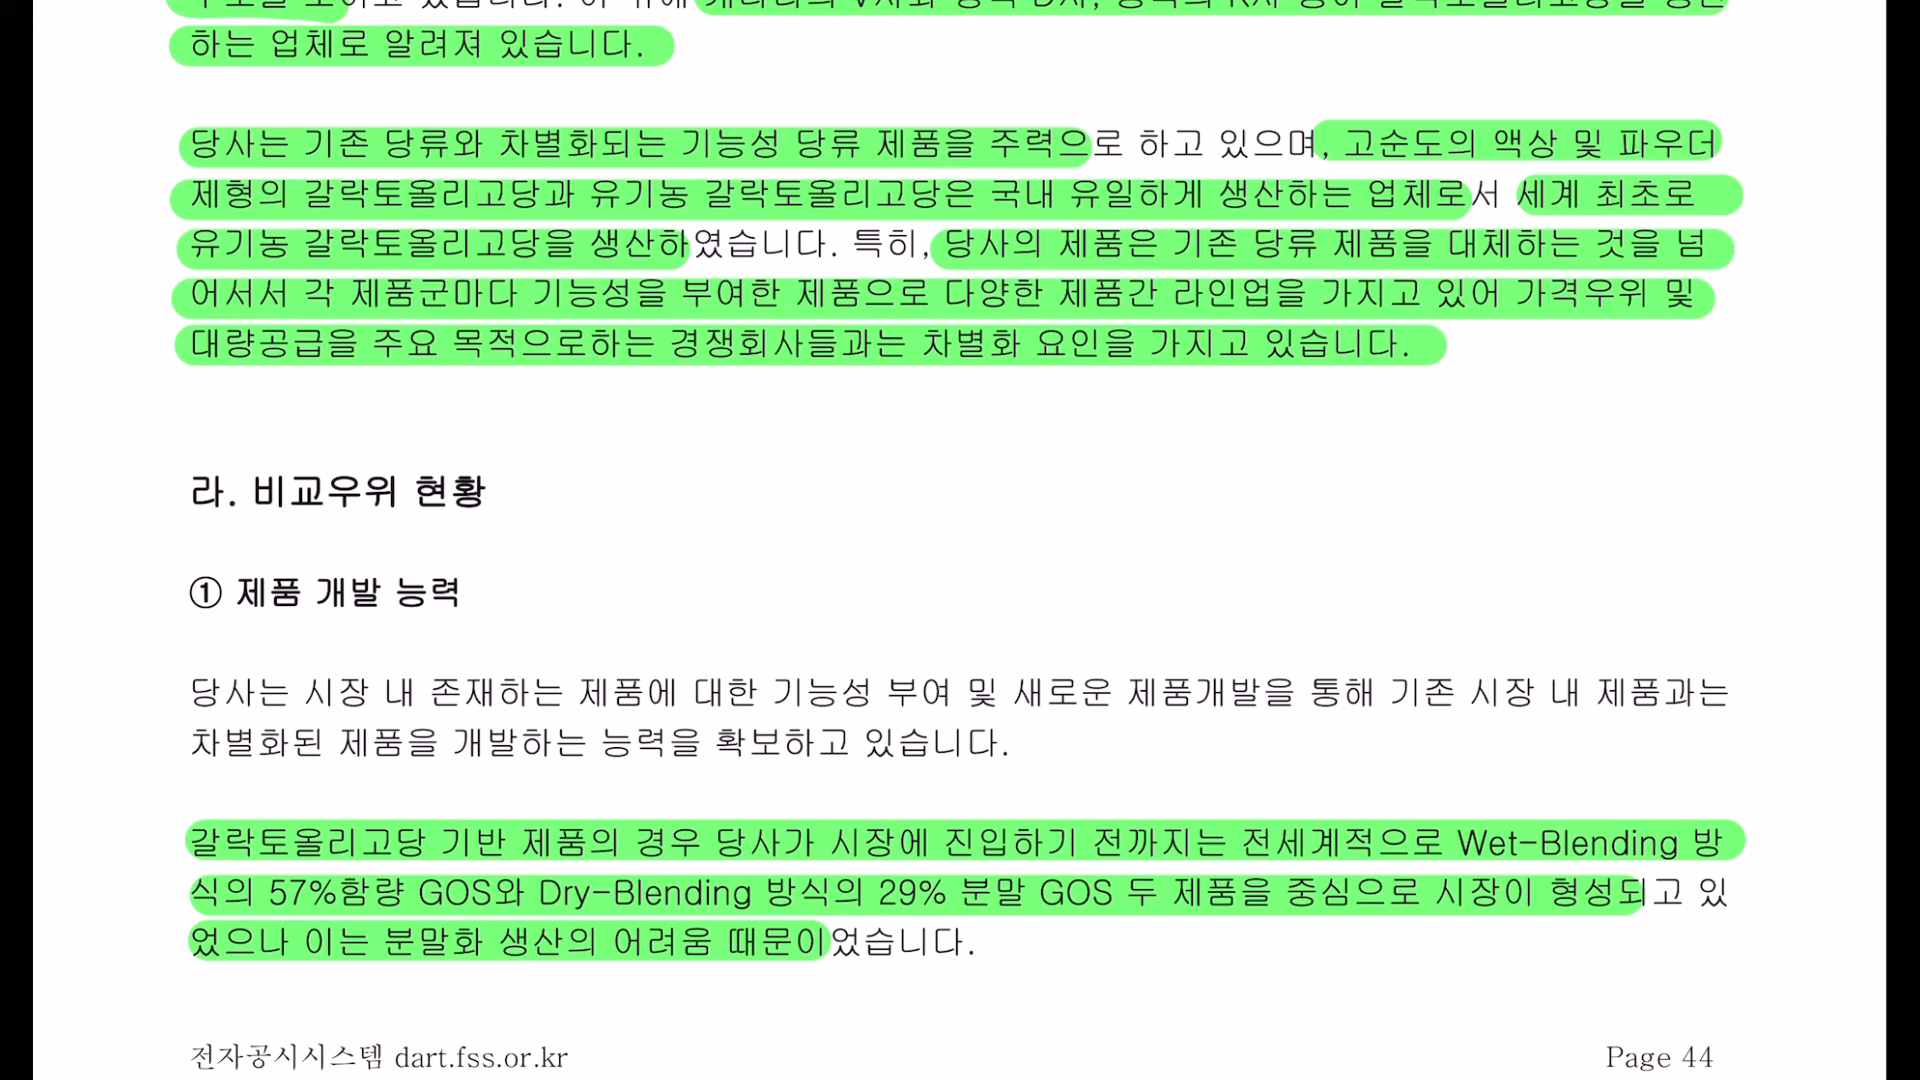 하는 업체로 알려져 있습니다.
당사는 기존 당류와 차별화되는 기능성 당류 제품을 주력으로 하고 있으며, 고순도의 액상 및 파우더
제형의 갈락토올리고당과 유기농 갈락토올리고당은 국내 유일하게 생산하는 업체로서 세계 최초로
유기농 갈락토올리고당을 생산하였습니다. 특히, 당사의 제품은 기존 당류 제품을 대체하는 것을 넘
어서서 각 제품군마다 기능성을 부여한 제품으로 다양한 제품간 라인업을 가지고 있어 가격우위 및
대량공급을 주요 목적으로하는 경쟁회사들과는 차별화 요인을 가지고 있습니다.
라. 비교우위 현황
① 제품 개발 능력
당사는 시장 내 존재하는 제품에 대한 기능성 부여 및 새로운 제품개발을 통해 기존 시장 내 제품과는
차별화된 제품을 개발하는 능력을 확보하고 있습니다.
갈락토올리고당 기반 제품의 경우 당사가 시장에 진입하기 전까지는 전세계적으로 Wet-Blending 방
식의 57%함량 GOS와 Dry-Blending 방식의 29% 분말 GOS 두 제품을 중심으로 시장이 형성되고 있
었으나 이는 분말화 생산의 어려움 때문이었습니다.
전자공시시스템 dart.fss.or.kr
Page 44